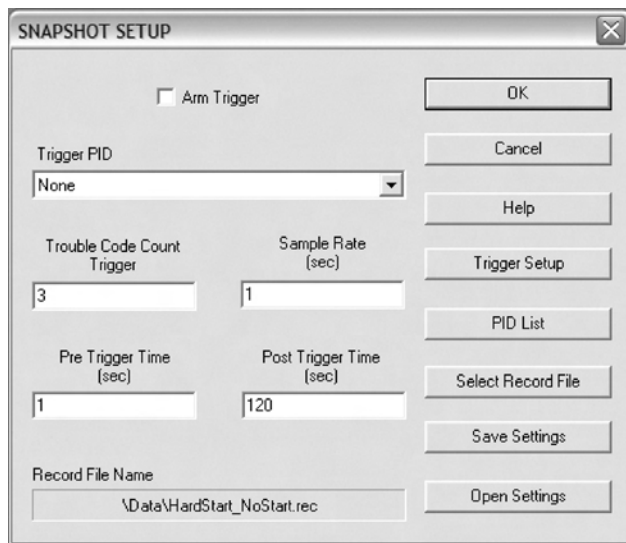 SNAPSHOT SETUP
Arm Trigger
OK
Trigger PID
Cancel
None
Help
Trouble Code Count
Trigger
Sample Rate
(sec)
Trigger Setup
3
1
PID List
Pre Trigger Time
(sec)
Post Trigger Time
(sec)
Select Record File
1
120
Save Settings
Record File Name
\Data\HardStart_NoStart.rec
Open Settings